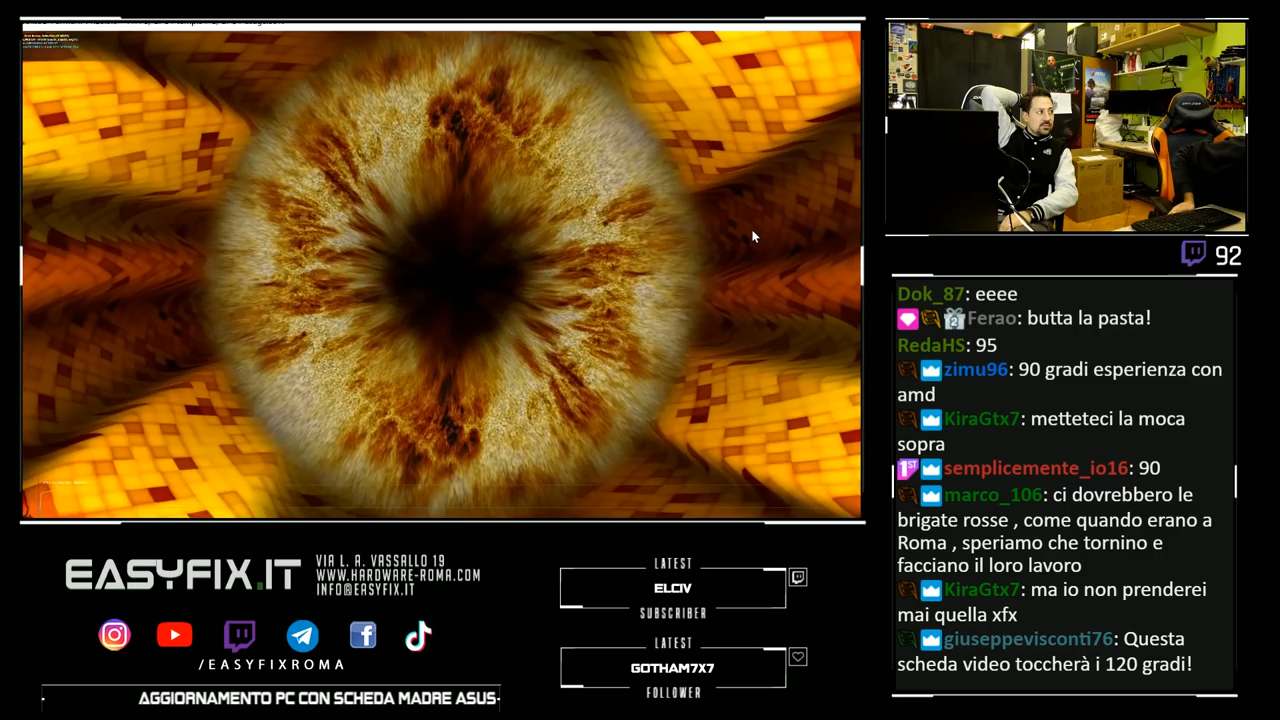 92
Dok_87: eeee
2 Ferao: butta la pasta!
RedaHS: 95
zimu96: 90 gradi esperienza con
amd
KiraGtx7: metteteci la moca
sopra
1ST semplicemente_io16: 90
marco_106: ci dovrebbero le
brigate rosse , come quando erano a
Roma , speriamo che tornino e
facciano il loro lavoro
KiraGtx7: ma io non prenderei
mai quella xfx
giuseppevisconti76: Questa
scheda video toccherà i 120 gradi!
EASYFIX.IT
VIA L. A. VASSALLO 19
WWW.HARDWARE-ROMA.COM
INFO@EASYFIX.IT
/EASYFIXROMA
AGGIORNAMENTO PC CON SCHEDA MADRE ASUS-
LATEST
ELCIV
SUBSCRIBER
LATEST
GOTHAM7X7
FOLLOWER